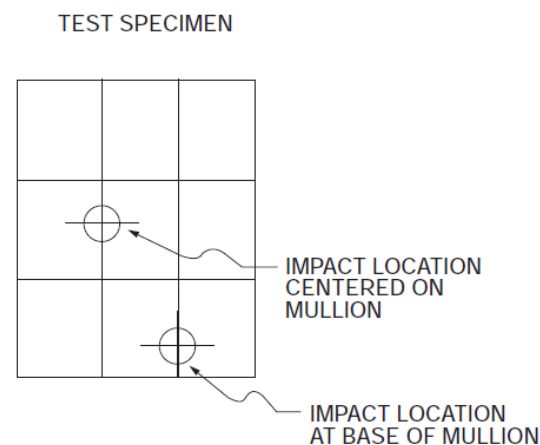 TEST SPECIMEN
IMPACT LOCATION
CENTERED ON
MULLION
IMPACT LOCATION
AT BASE OF MULLION